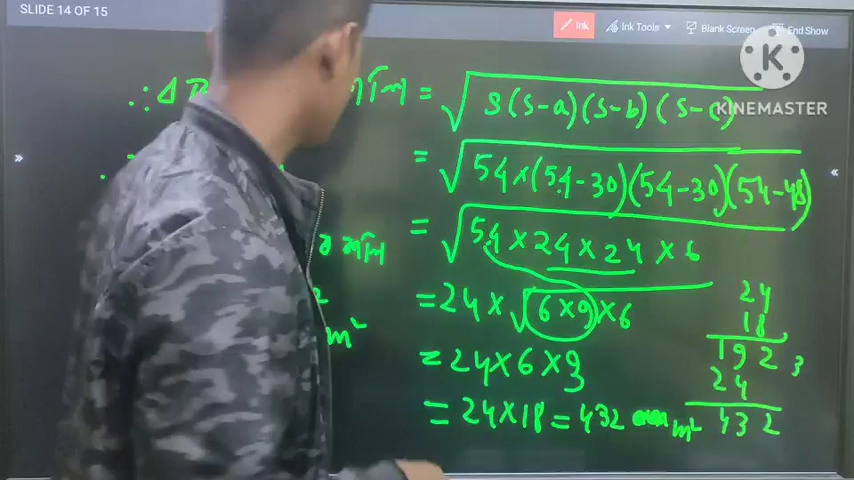 SLIDE 14 OF 15
Ink
Ink Tools
Blank Screen
End Show
KINEMASTER
∴ Δ = √s(s-a)(s-b)(s-c)
= √54×(54-30)(54-30)(54-48)
= √54×24×24×6
= 24×√(6×9)×6
= 24×6×3
= 24×18 = 432 m²
m²
24
18
192
24
432